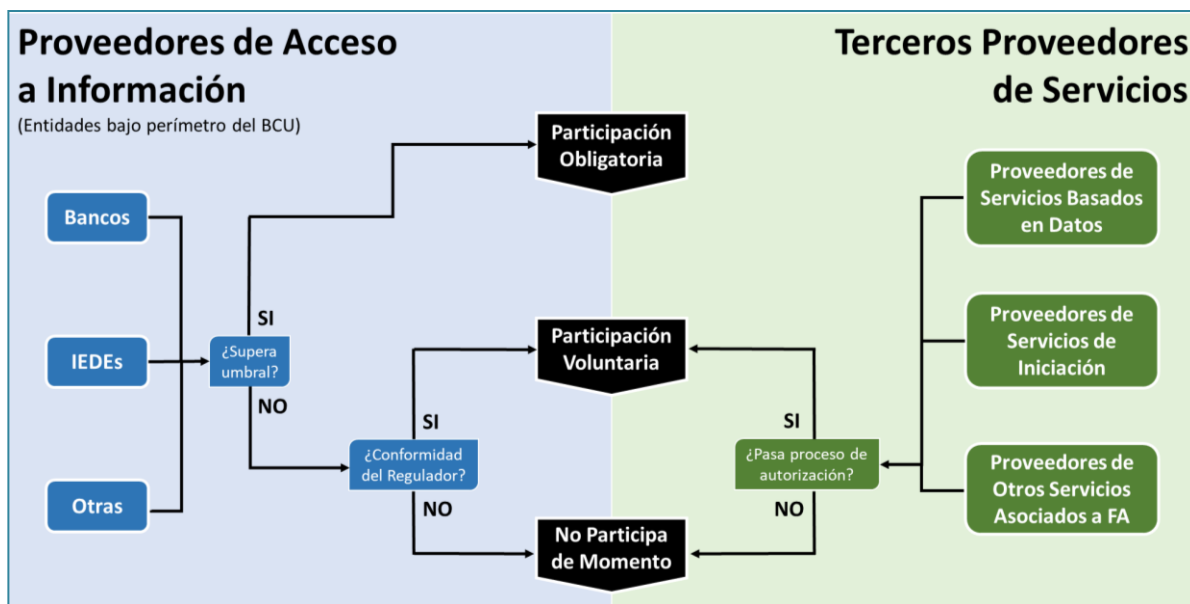 Proveedores de Acceso
a Información
(Entidades bajo perímetro del BCU)
Bancos
IEDEs
Otras
¿Supera
umbral?
SI
NO
¿Conformidad
del Regulador?
SI
NO
Participación
Obligatoria
Participación
Voluntaria
No Participa
de Momento
Terceros Proveedores
de Servicios
Proveedores de
Servicios Basados
en Datos
Proveedores de
Servicios de
Iniciación
Proveedores de
Otros Servicios
Asociados a FA
¿Pasa proceso de
autorización?
SI
NO